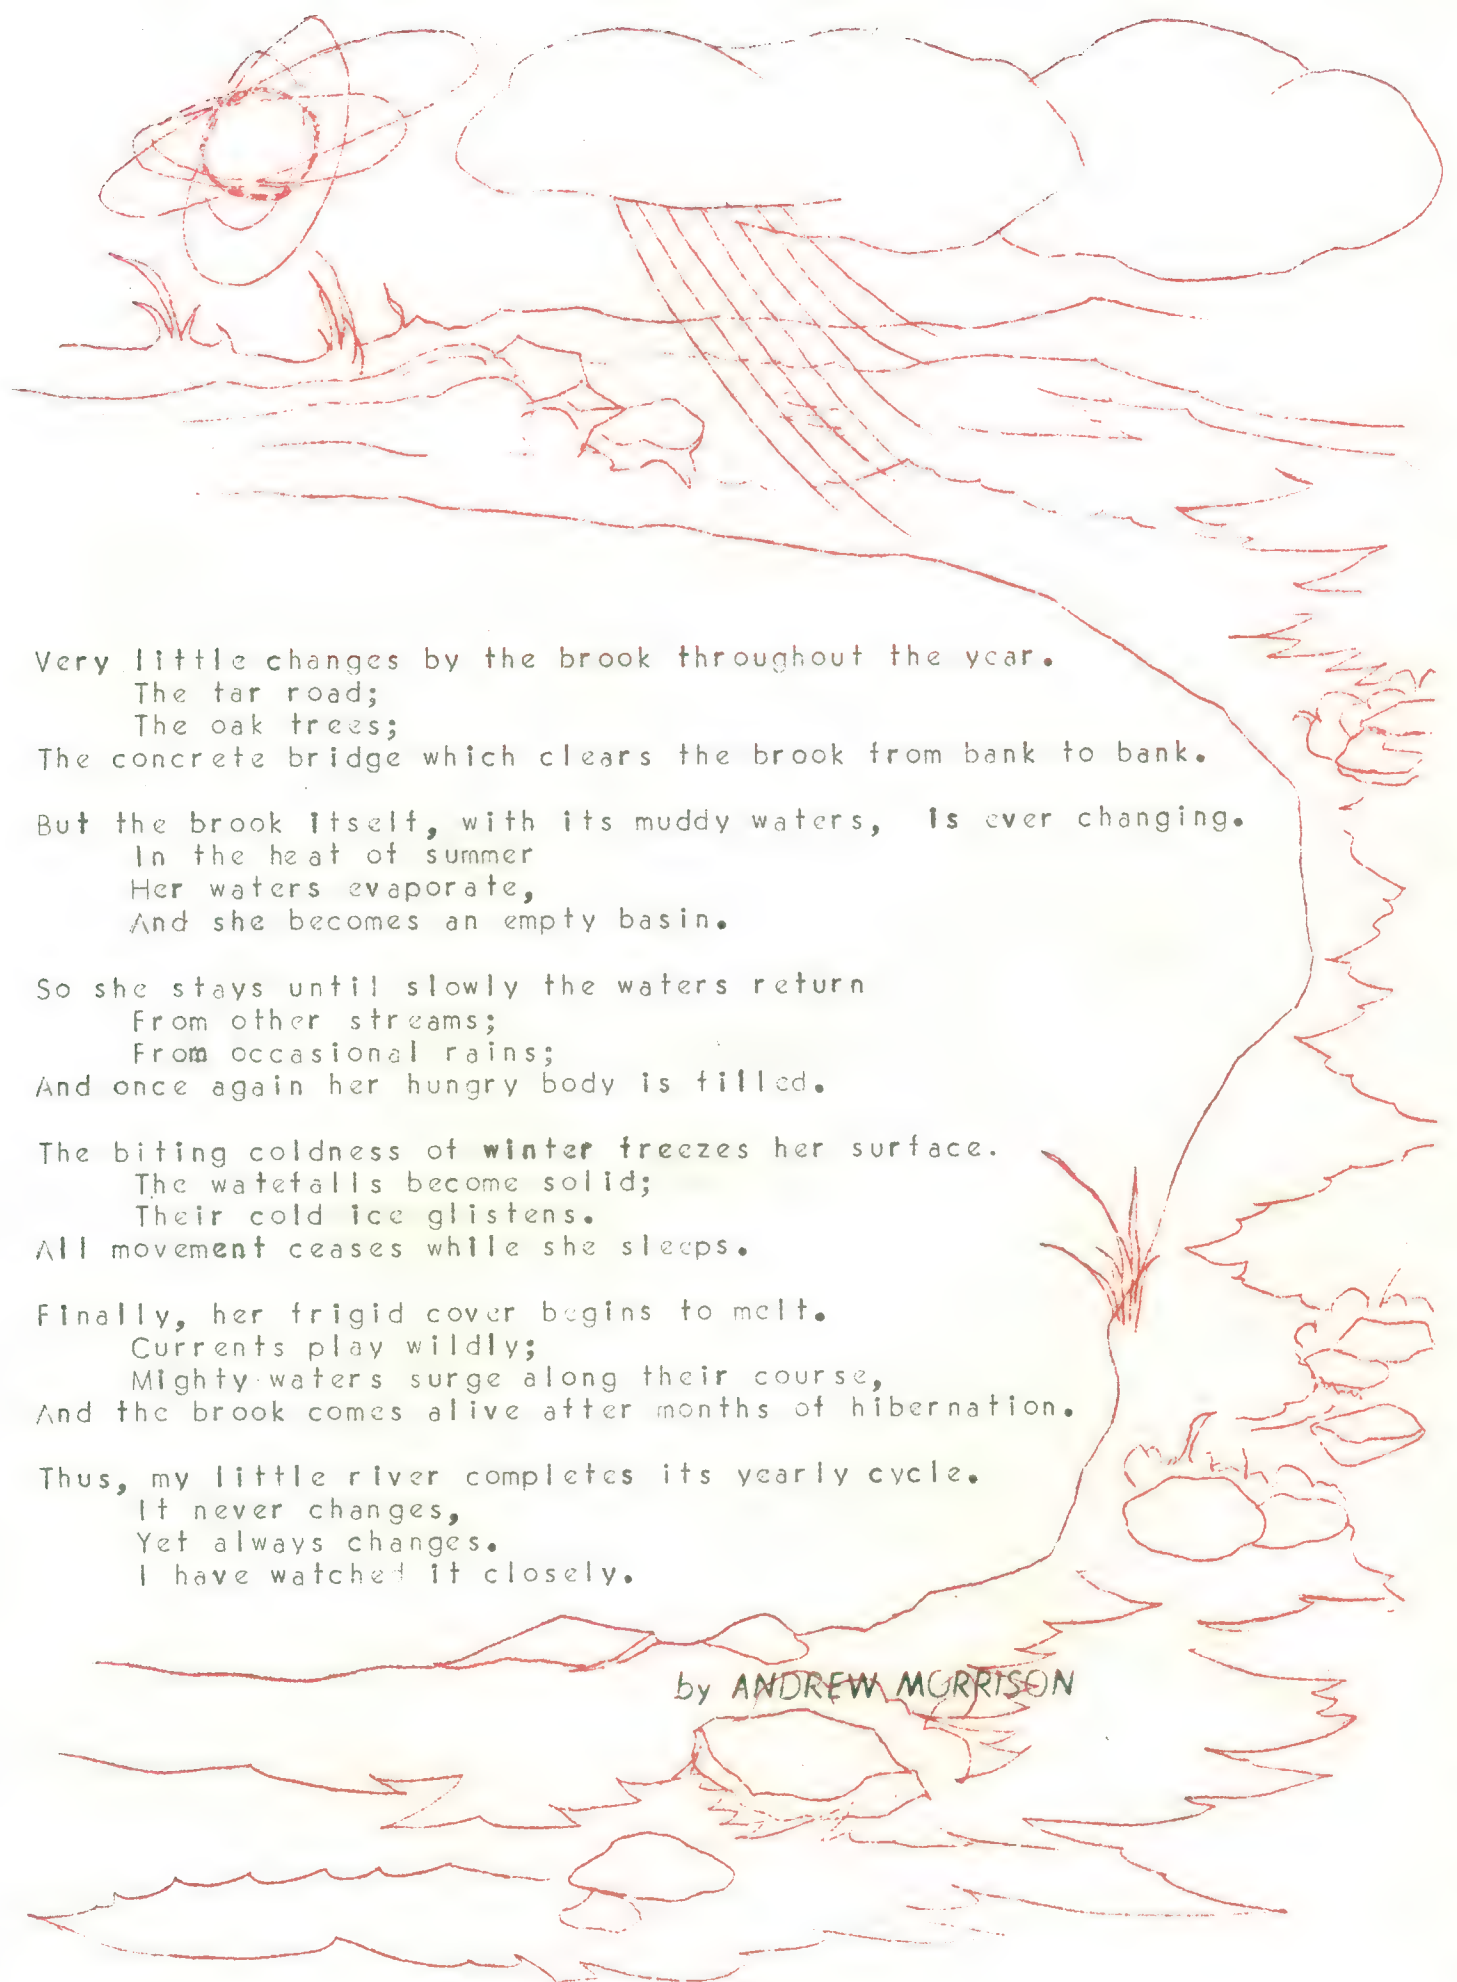 Very little changes by the brook throughout the year.
The tar road;
The oak trees;
The concrete bridge which clears the brook from bank to bank.
But the brook itself, with its muddy waters, is ever changing.
In the heat of summer
Her waters evaporate,
And she becomes an empty basin.
So she stays until slowly the waters return
From other streams;
From occasional rains;
And once again her hungry body is filled.
The biting coldness of winter freezes her surface.
The watefalls become solid;
Their cold ice glistens.
All movement ceases while she sleeps.
Finally, her frigid cover begins to melt.
Currents play wildly;
Mighty waters surge along their course,
And the brook comes alive after months of hibernation.
Thus, my little river completes its yearly cycle.
It never changes,
Yet always changes.
I have watched it closely.
by ANDREW MORRISON